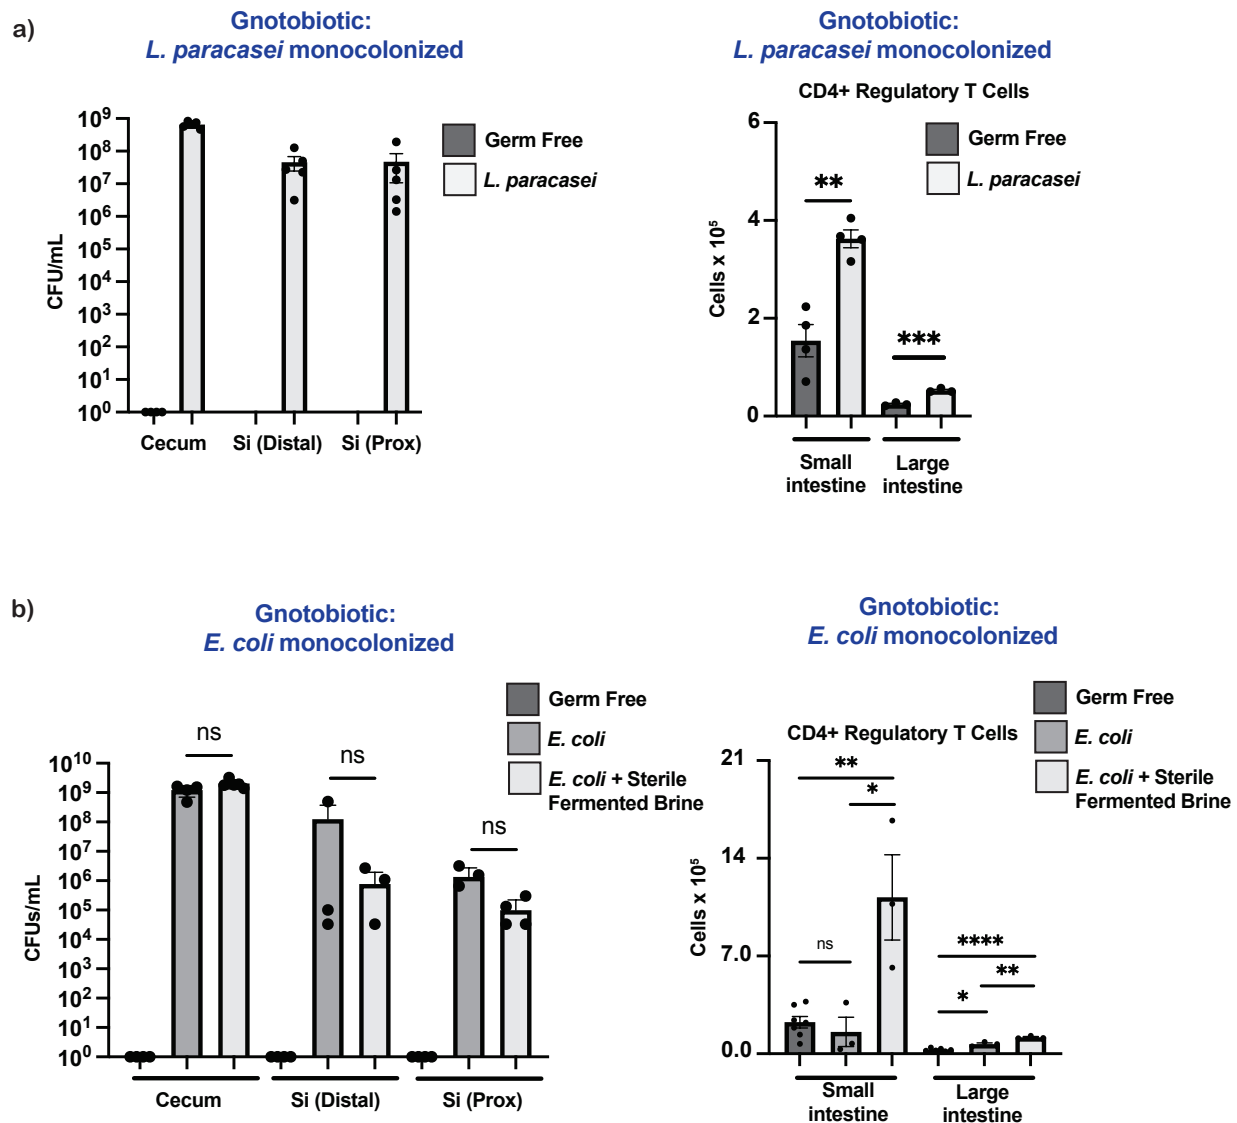 a)
Gnotobiotic:
L. paracasei monocolonized
CFU/mL
10⁹
10⁸
10⁷
10⁶
10⁵
10⁴
10³
10²
10¹
10⁰
Cecum
Si (Distal)
Si (Prox)
Germ Free
L. paracasei
Gnotobiotic:
L. paracasei monocolonized
CD4+ Regulatory T Cells
Cells x 10⁵
6
4
2
0
**
***
Small
intestine
Large
intestine
Germ Free
L. paracasei
b)
Gnotobiotic:
E. coli monocolonized
Germ Free
E. coli
E. coli + Sterile
Fermented Brine
CFUs/mL
10¹⁰
10⁹
10⁸
10⁷
10⁶
10⁵
10⁴
10³
10²
10¹
10⁰
ns
ns
ns
Cecum
Si (Distal)
Si (Prox)
Gnotobiotic:
E. coli monocolonized
Germ Free
E. coli
E. coli + Sterile
Fermented Brine
CD4+ Regulatory T Cells
Cells x 10⁵
21
14
7.0
0.0
**
*
ns
****
**
*
Small
intestine
Large
intestine